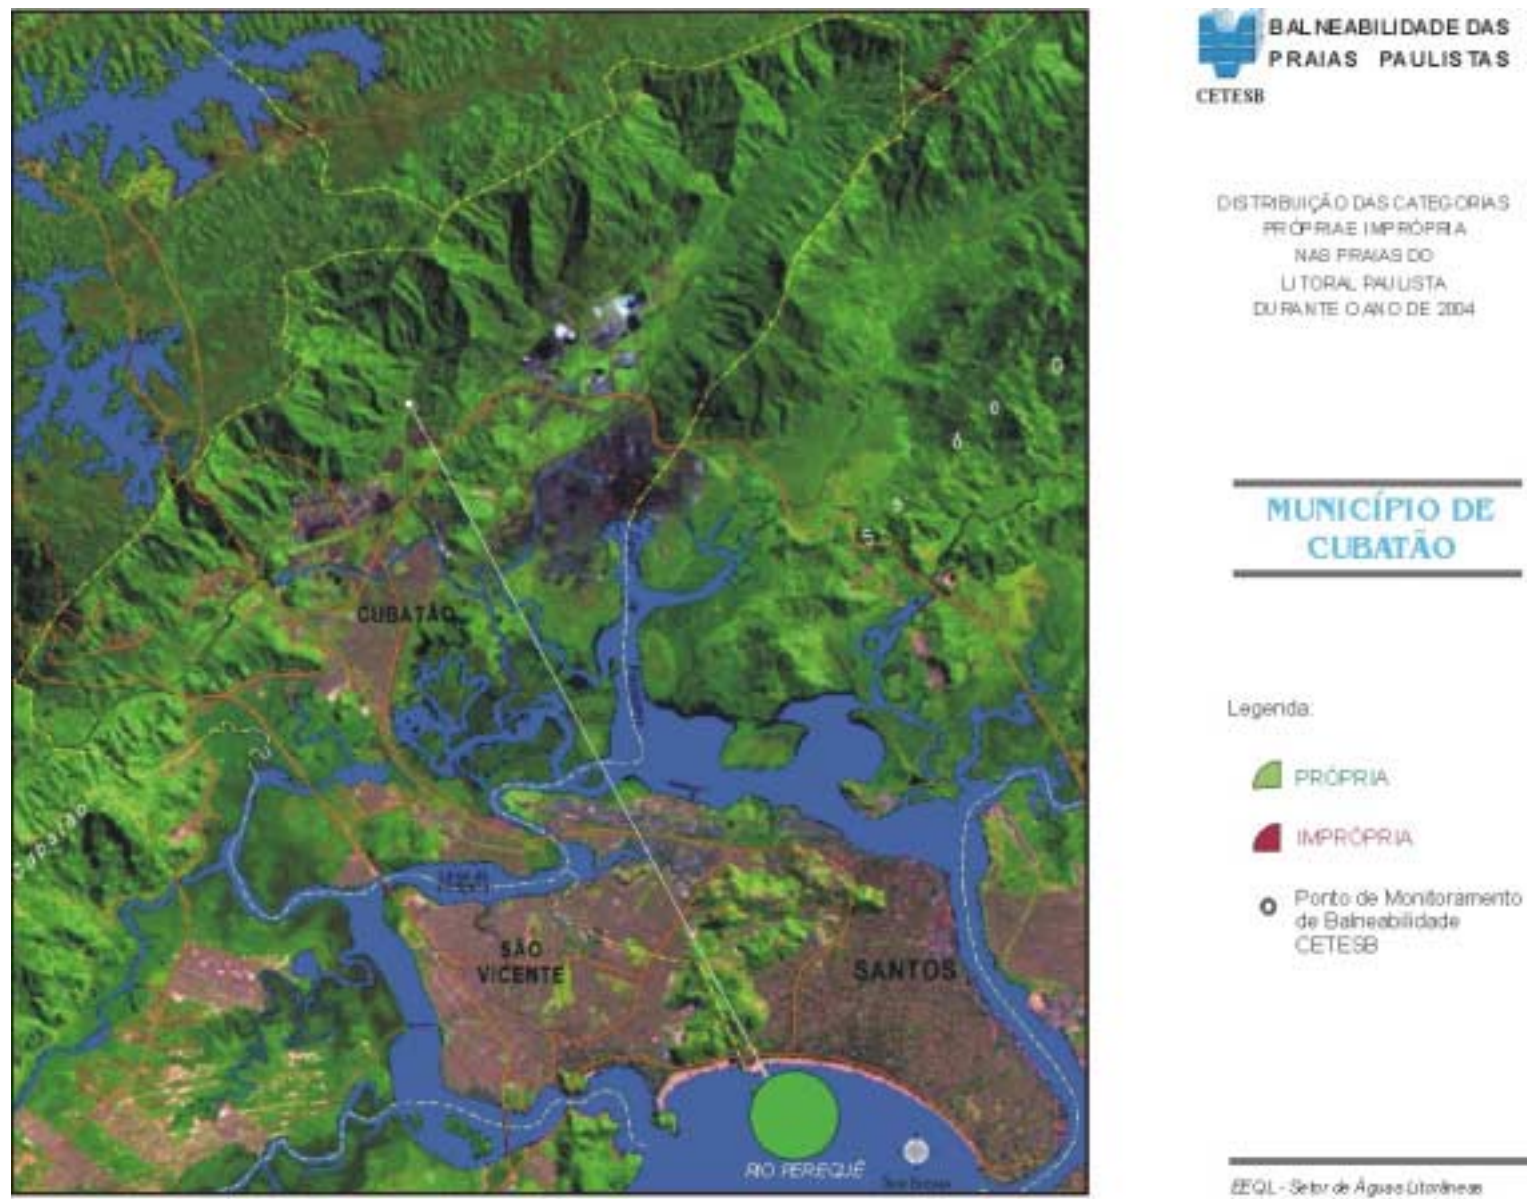 BALNEABILIDADE DAS
PRAIAS PAULISTAS
CETESB
DISTRIBUIÇÃO DAS CATEGORIAS
PRÓPRIA E IMPRÓPRIA
NAS PRAIAS DO
LITORAL PAULISTA
DURANTE O ANO DE 2004
MUNICÍPIO DE
CUBATÃO
Legenda:
PRÓPRIA
IMPRÓPRIA
Ponto de Monitoramento
de Balneabilidade
CETESB
EEQL - Setor de Águas Litorâneas
CUBATÃO
SÃO
VICENTE
SANTOS
RIO PEREQUÊ